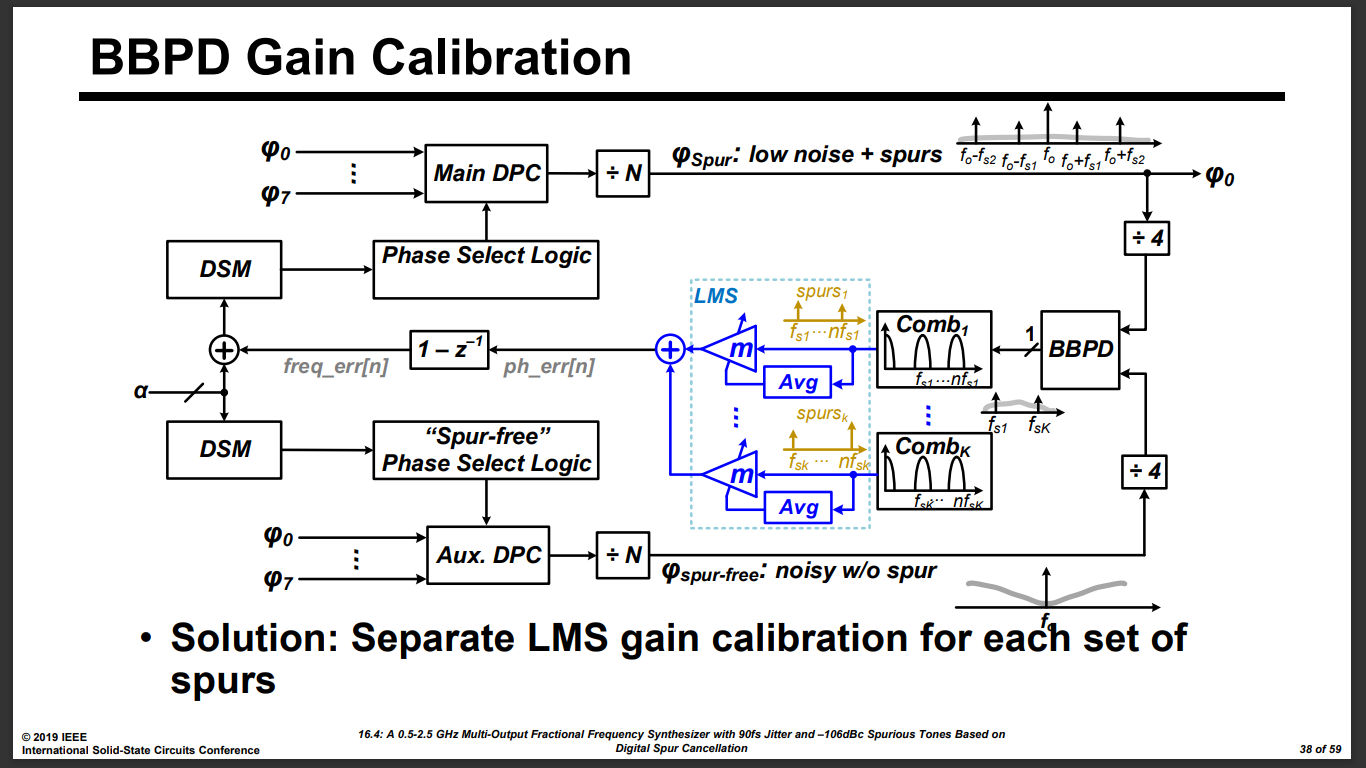 BBPD Gain Calibration
φ0
⋮
φ7
Main DPC
÷ N
φSpur: low noise + spurs
fo-fs2 fo-fs1 fo fo+fs1 fo+fs2
φ0
÷ 4
DSM
Phase Select Logic
LMS
spurs1
fs1 ··· nfs1
m
Avg
Comb1
fs1 ··· nfs1
1
BBPD
+
freq_err[n]
1 – z–1
ph_err[n]
+
α
⋮
⋮
fs1 fsK
spursk
fsk ··· nfsk
m
Avg
CombK
fsK ··· nfsK
÷ 4
DSM
“Spur-free”
Phase Select Logic
φ0
⋮
φ7
Aux. DPC
÷ N
φspur-free: noisy w/o spur
fo
• Solution: Separate LMS gain calibration for each set of
spurs
© 2019 IEEE
International Solid-State Circuits Conference
16.4: A 0.5-2.5 GHz Multi-Output Fractional Frequency Synthesizer with 90fs Jitter and –106dBc Spurious Tones Based on
Digital Spur Cancellation
38 of 59